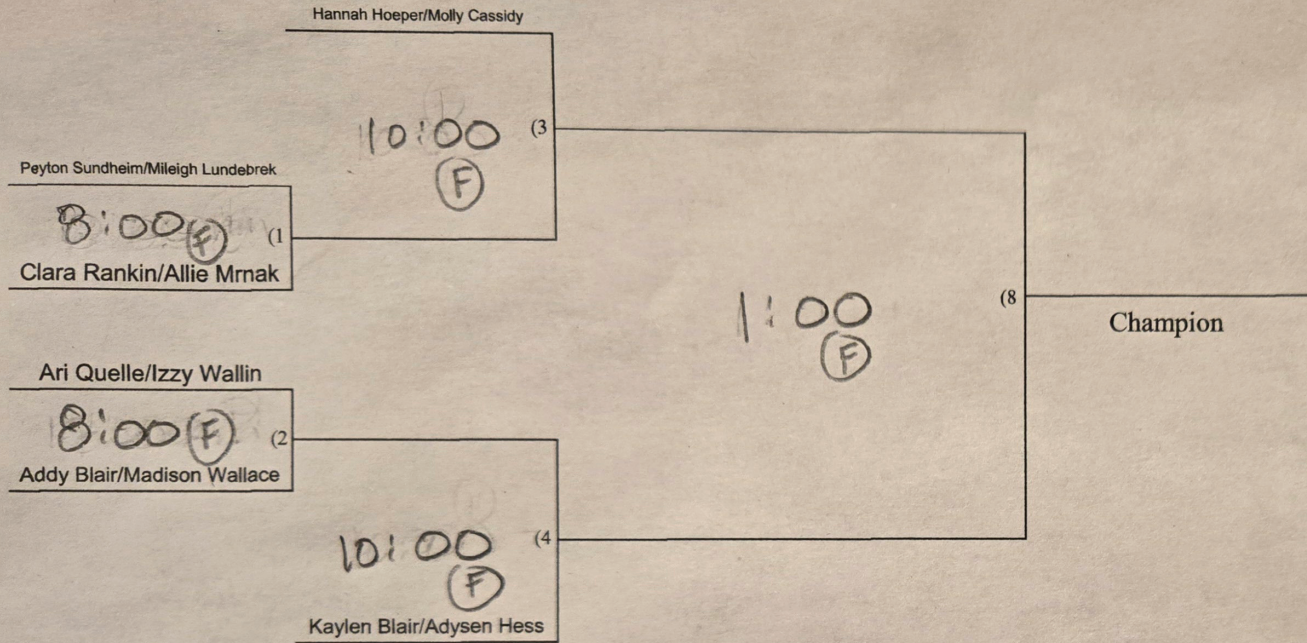 Hannah Hoeper/Molly Cassidy
10:00 (3
F
Peyton Sundheim/Mileigh Lundebrek
8:00 F (1
Clara Rankin/Allie Mrnak
1:00 (8
F
Champion
Ari Quelle/Izzy Wallin
8:00 F (2
Addy Blair/Madison Wallace
10:00 (4
F
Kaylen Blair/Adysen Hess